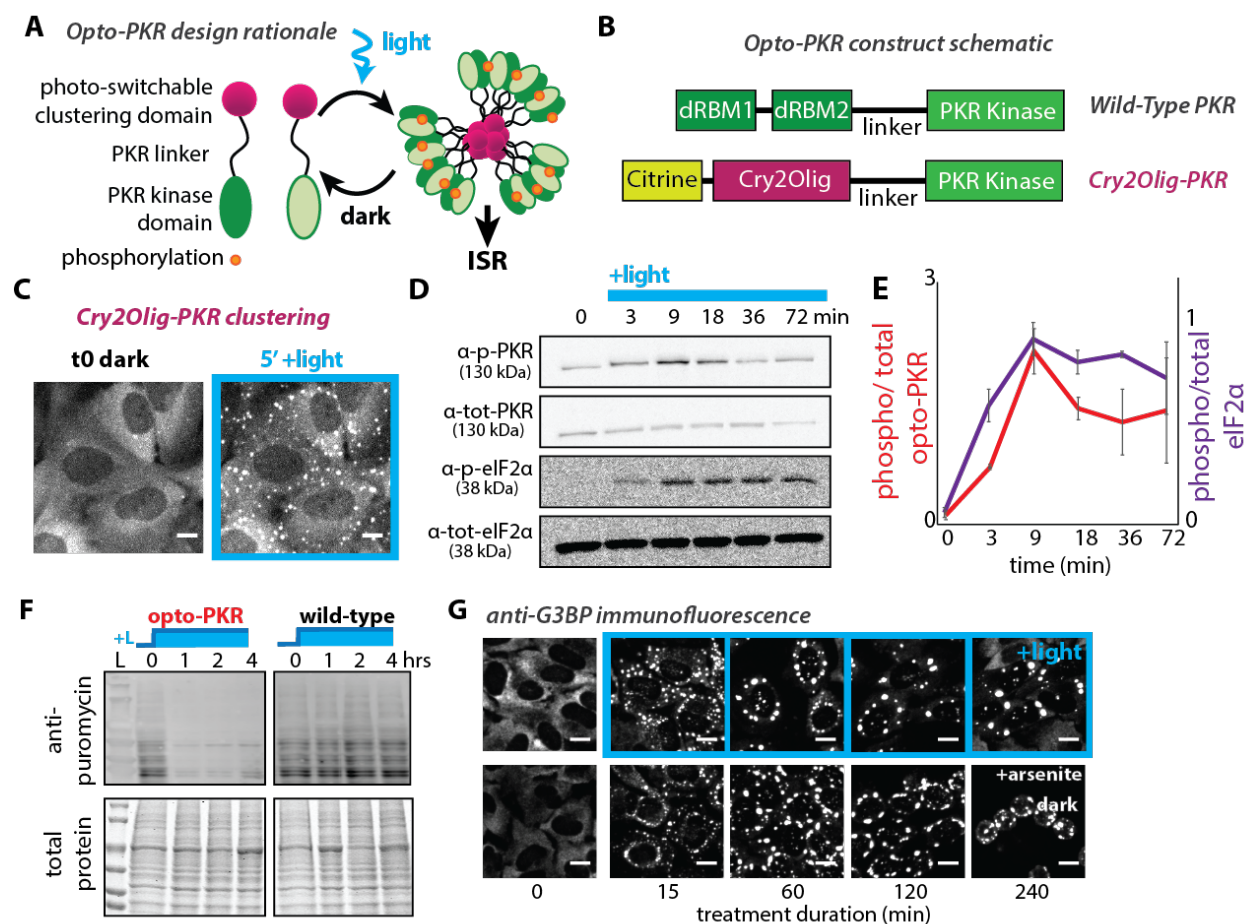 A
Opto-PKR design rationale
light
photo-switchable
clustering domain
PKR linker
PKR kinase
domain
phosphorylation
dark
ISR
B
Opto-PKR construct schematic
dRBM1
dRBM2
linker
PKR Kinase
Wild-Type PKR
Citrine
Cry2Olig
linker
PKR Kinase
Cry2Olig-PKR
C
Cry2Olig-PKR clustering
t0 dark
5′ +light
D
+light
0 3 9 18 36 72 min
α-p-PKR
(130 kDa)
α-tot-PKR
(130 kDa)
α-p-eIF2α
(38 kDa)
α-tot-eIF2α
(38 kDa)
E
3
0
phospho/ total
opto-PKR
1
0
phospho/total
eIF2α
0 3 9 18 36 72
time (min)
F
opto-PKR
wild-type
+L
L 0 1 2 4 hrs
0 1 2 4 hrs
anti-
puromycin
total
protein
G
anti-G3BP immunofluorescence
+light
+arsenite
dark
0 15 60 120 240
treatment duration (min)